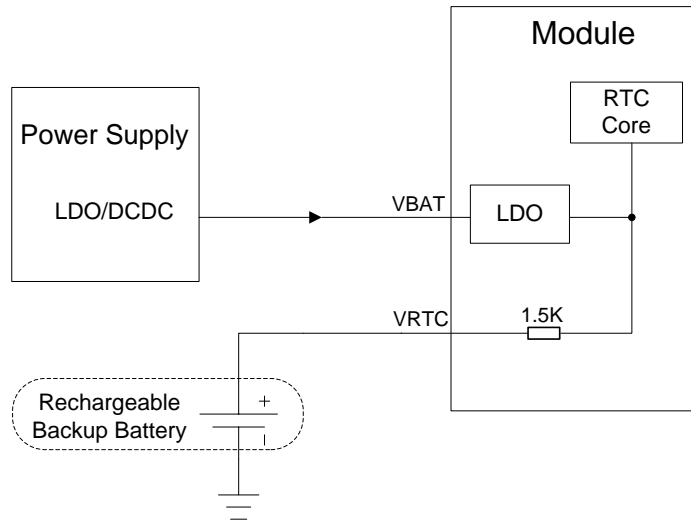 Module
RTC
Core
Power Supply
LDO/DCDC
VBAT
LDO
VRTC
1.5K
Rechargeable
Backup Battery
+